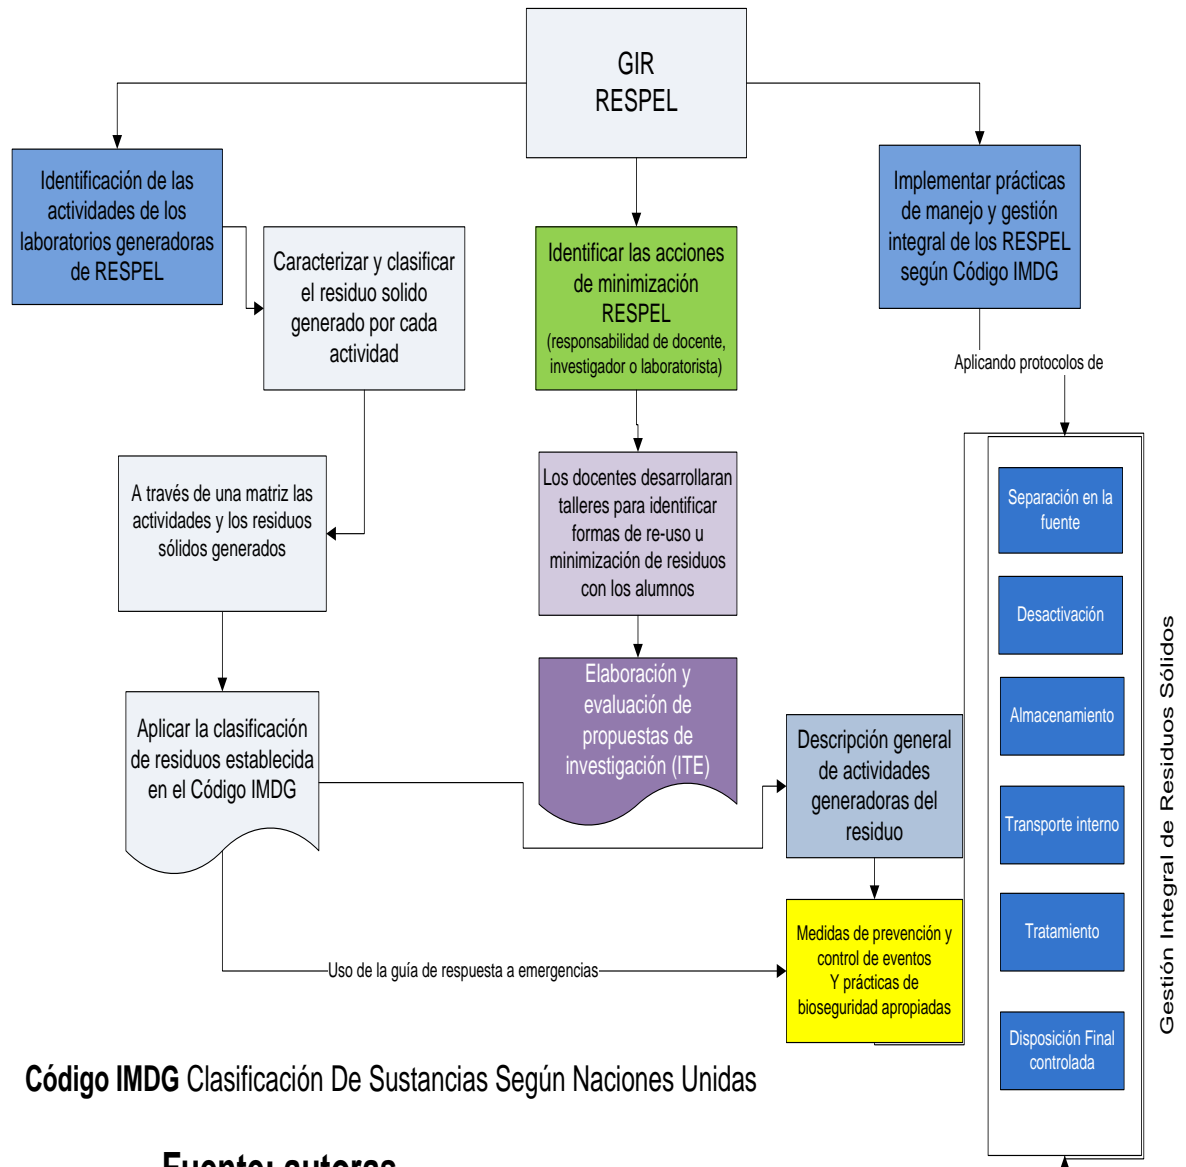 GIR
RESPEL
Identificación de las
actividades de los
laboratorios generadoras
de RESPEL
Caracterizar y clasificar
el residuo solido
generado por cada
actividad
A través de una matriz las
actividades y los residuos
sólidos generados
Aplicar la clasificación
de residuos establecida
en el Código IMDG
Identificar las acciones
de minimización
RESPEL
(responsabilidad de docente,
investigador o laboratorista)
Los docentes desarrollaran
talleres para identificar
formas de re-uso u
minimización de residuos
con los alumnos
Elaboración y
evaluación de
propuestas de
investigación (ITE)
Implementar prácticas
de manejo y gestión
integral de los RESPEL
según Código IMDG
Aplicando protocolos de
Separación en la
fuente
Desactivación
Almacenamiento
Transporte interno
Tratamiento
Disposición Final
controlada
Gestión Integral de Residuos Sólidos
Descripción general
de actividades
generadoras del
residuo
Medidas de prevención y
control de eventos
Y prácticas de
bioseguridad apropiadas
Uso de la guía de respuesta a emergencias
Código IMDG Clasificación De Sustancias Según Naciones Unidas
Fuente: autoras